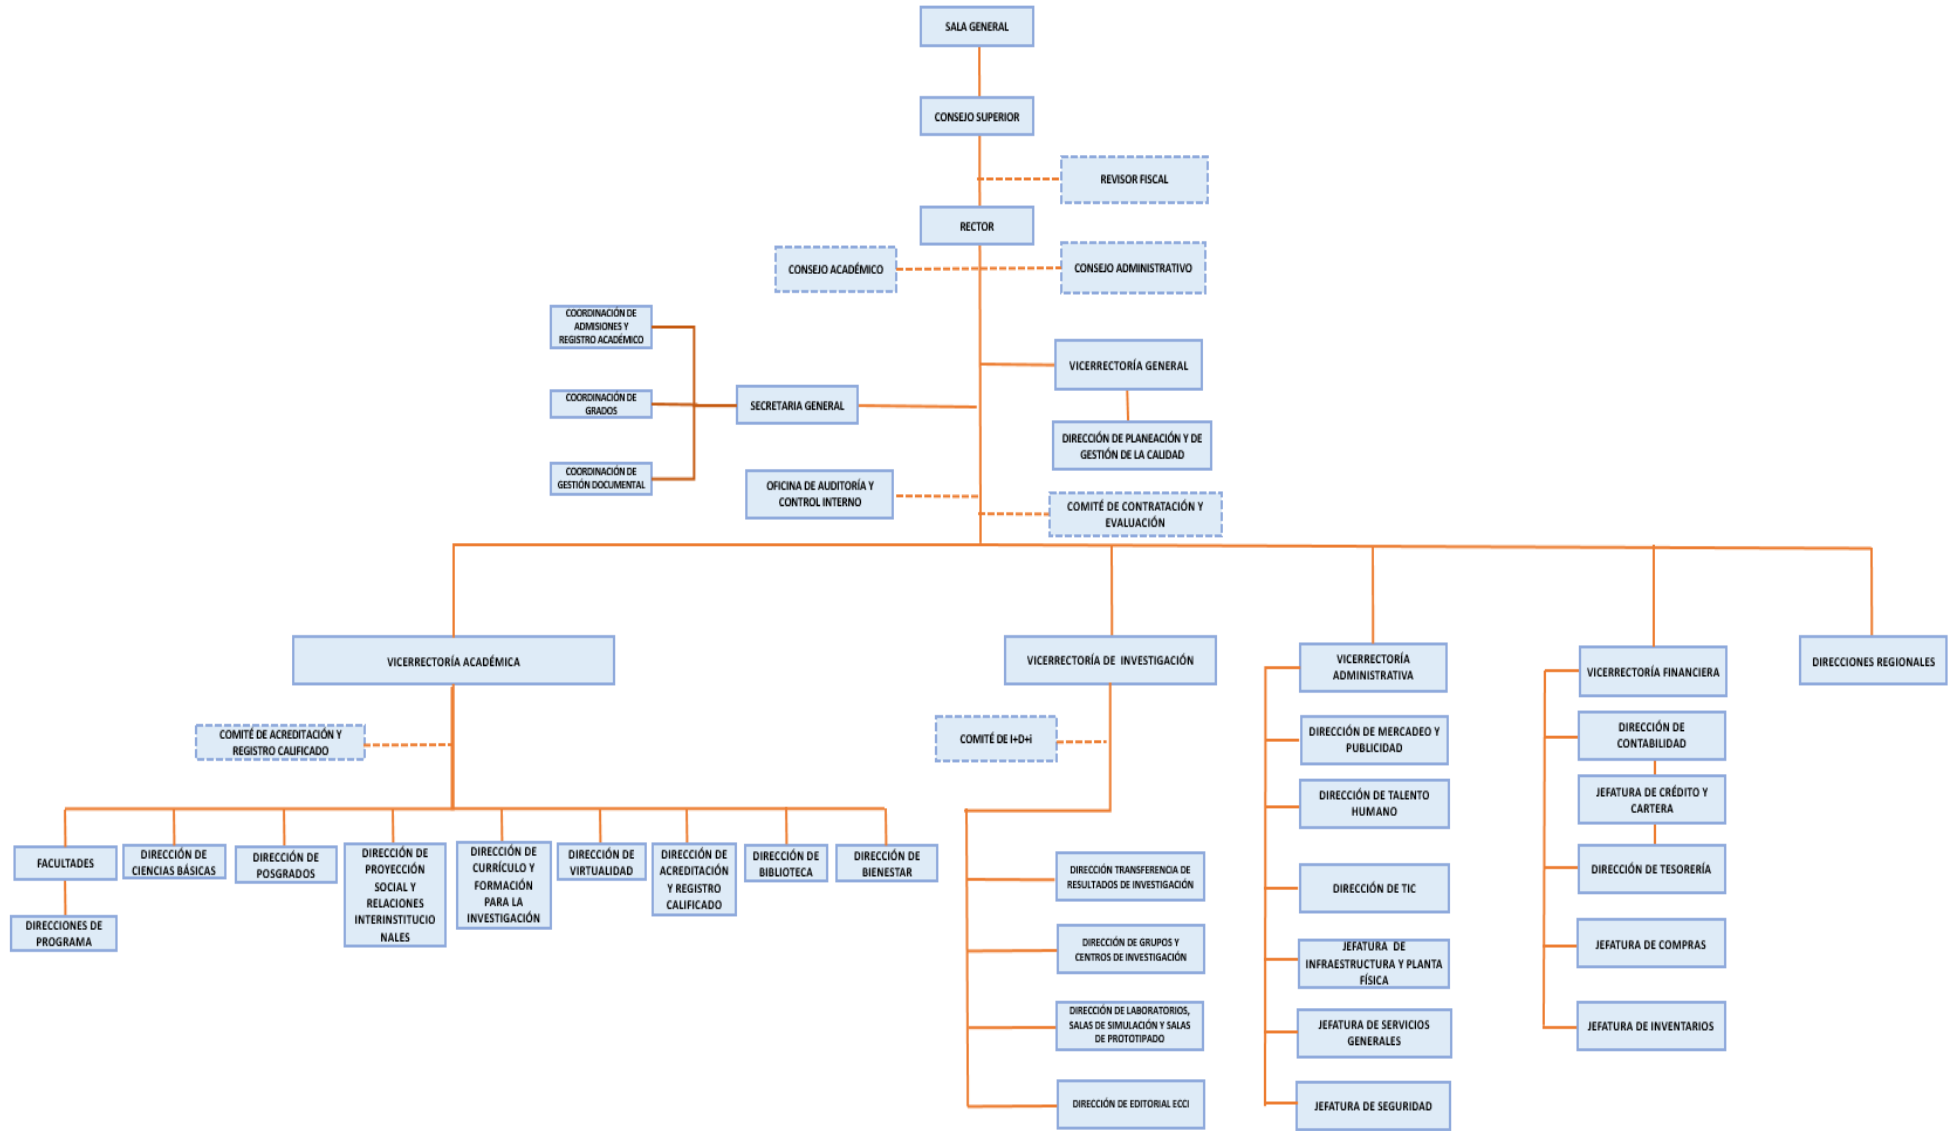 SALA GENERAL
CONSEJO SUPERIOR
REVISOR FISCAL
RECTOR
CONSEJO ACADÉMICO
CONSEJO ADMINISTRATIVO
COORDINACIÓN DE
ADMISIONES Y
REGISTRO ACADÉMICO
VICERRECTORÍA GENERAL
COORDINACIÓN DE
GRADOS
SECRETARIA GENERAL
DIRECCIÓN DE PLANEACIÓN Y DE
GESTIÓN DE LA CALIDAD
COORDINACIÓN DE
GESTIÓN DOCUMENTAL
OFICINA DE AUDITORÍA Y
CONTROL INTERNO
COMITÉ DE CONTRATACIÓN Y
EVALUACIÓN
VICERRECTORÍA ACADÉMICA
VICERRECTORÍA DE INVESTIGACIÓN
VICERRECTORÍA
ADMINISTRATIVA
VICERRECTORÍA FINANCIERA
DIRECCIONES REGIONALES
COMITÉ DE ACREDITACIÓN Y
REGISTRO CALIFICADO
COMITÉ DE I+D+i
DIRECCIÓN DE MERCADEO Y
PUBLICIDAD
DIRECCIÓN DE
CONTABILIDAD
DIRECCIÓN DE TALENTO
HUMANO
JEFATURA DE CRÉDITO Y
CARTERA
FACULTADES
DIRECCIÓN DE
CIENCIAS BÁSICAS
DIRECCIÓN DE
POSGRADOS
DIRECCIÓN DE
PROYECCIÓN
SOCIAL Y
RELACIONES
INTERINSTITUCIO
NALES
DIRECCIÓN DE
CURRÍCULO Y
FORMACIÓN
PARA LA
INVESTIGACIÓN
DIRECCIÓN DE
VIRTUALIDAD
DIRECCIÓN DE
ACREDITACIÓN
Y REGISTRO
CALIFICADO
DIRECCIÓN DE
BIBLIOTECA
DIRECCIÓN DE
BIENESTAR
DIRECCIONES DE
PROGRAMA
DIRECCIÓN TRANSFERENCIA DE
RESULTADOS DE INVESTIGACIÓN
DIRECCIÓN DE TIC
DIRECCIÓN DE TESORERÍA
DIRECCIÓN DE GRUPOS Y
CENTROS DE INVESTIGACIÓN
JEFATURA DE
INFRAESTRUCTURA Y PLANTA
FÍSICA
JEFATURA DE COMPRAS
DIRECCIÓN DE LABORATORIOS,
SALAS DE SIMULACIÓN Y SALAS
DE PROTOTIPADO
JEFATURA DE SERVICIOS
GENERALES
JEFATURA DE INVENTARIOS
DIRECCIÓN DE EDITORIAL ECCI
JEFATURA DE SEGURIDAD